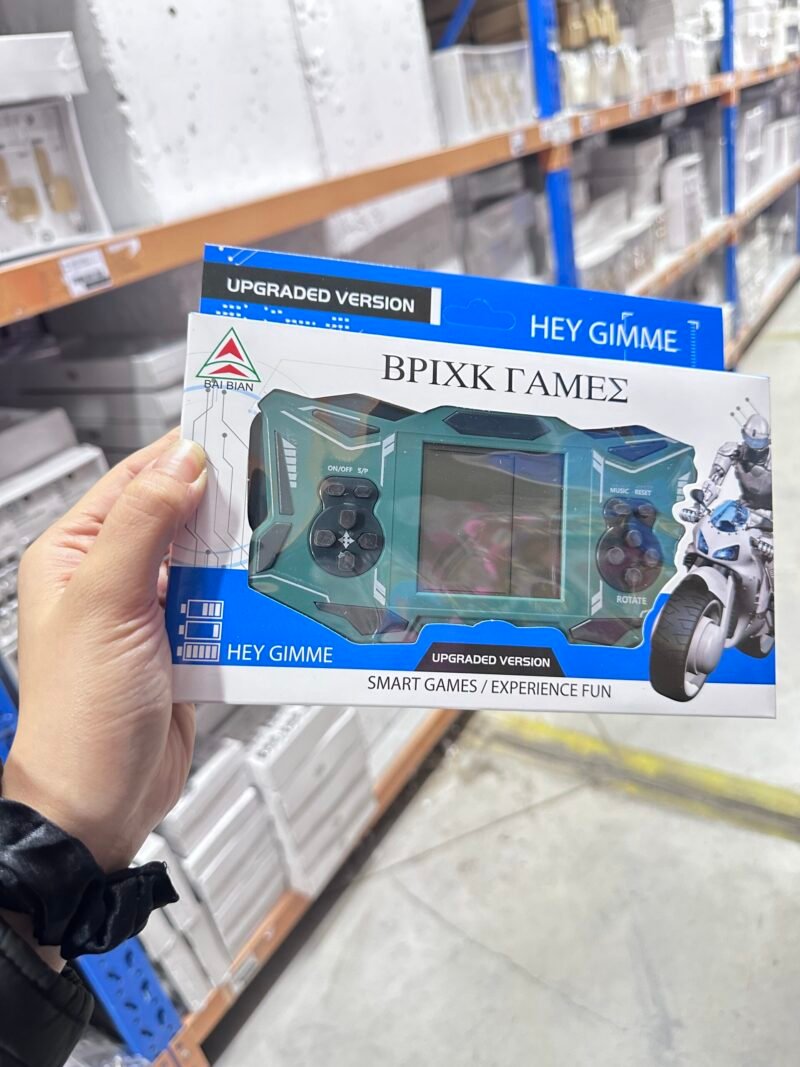 UPGRADED VERSION
HEY GIMME
BAI BIAN
ΒΡΙΧΚ ΓΑΜΕΣ
ON/OFF S/P
MUSIC RESET
ROTATE
HEY GIMME
UPGRADED VERSION
SMART GAMES / EXPERIENCE FUN